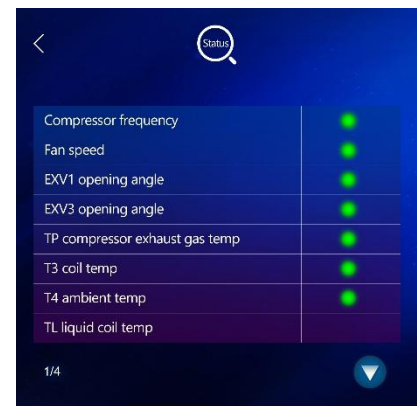 Status
Compressor frequency
Fan speed
EXV1 opening angle
EXV3 opening angle
TP compressor exhaust gas temp
T3 coil temp
T4 ambient temp
TL liquid coil temp
1/4